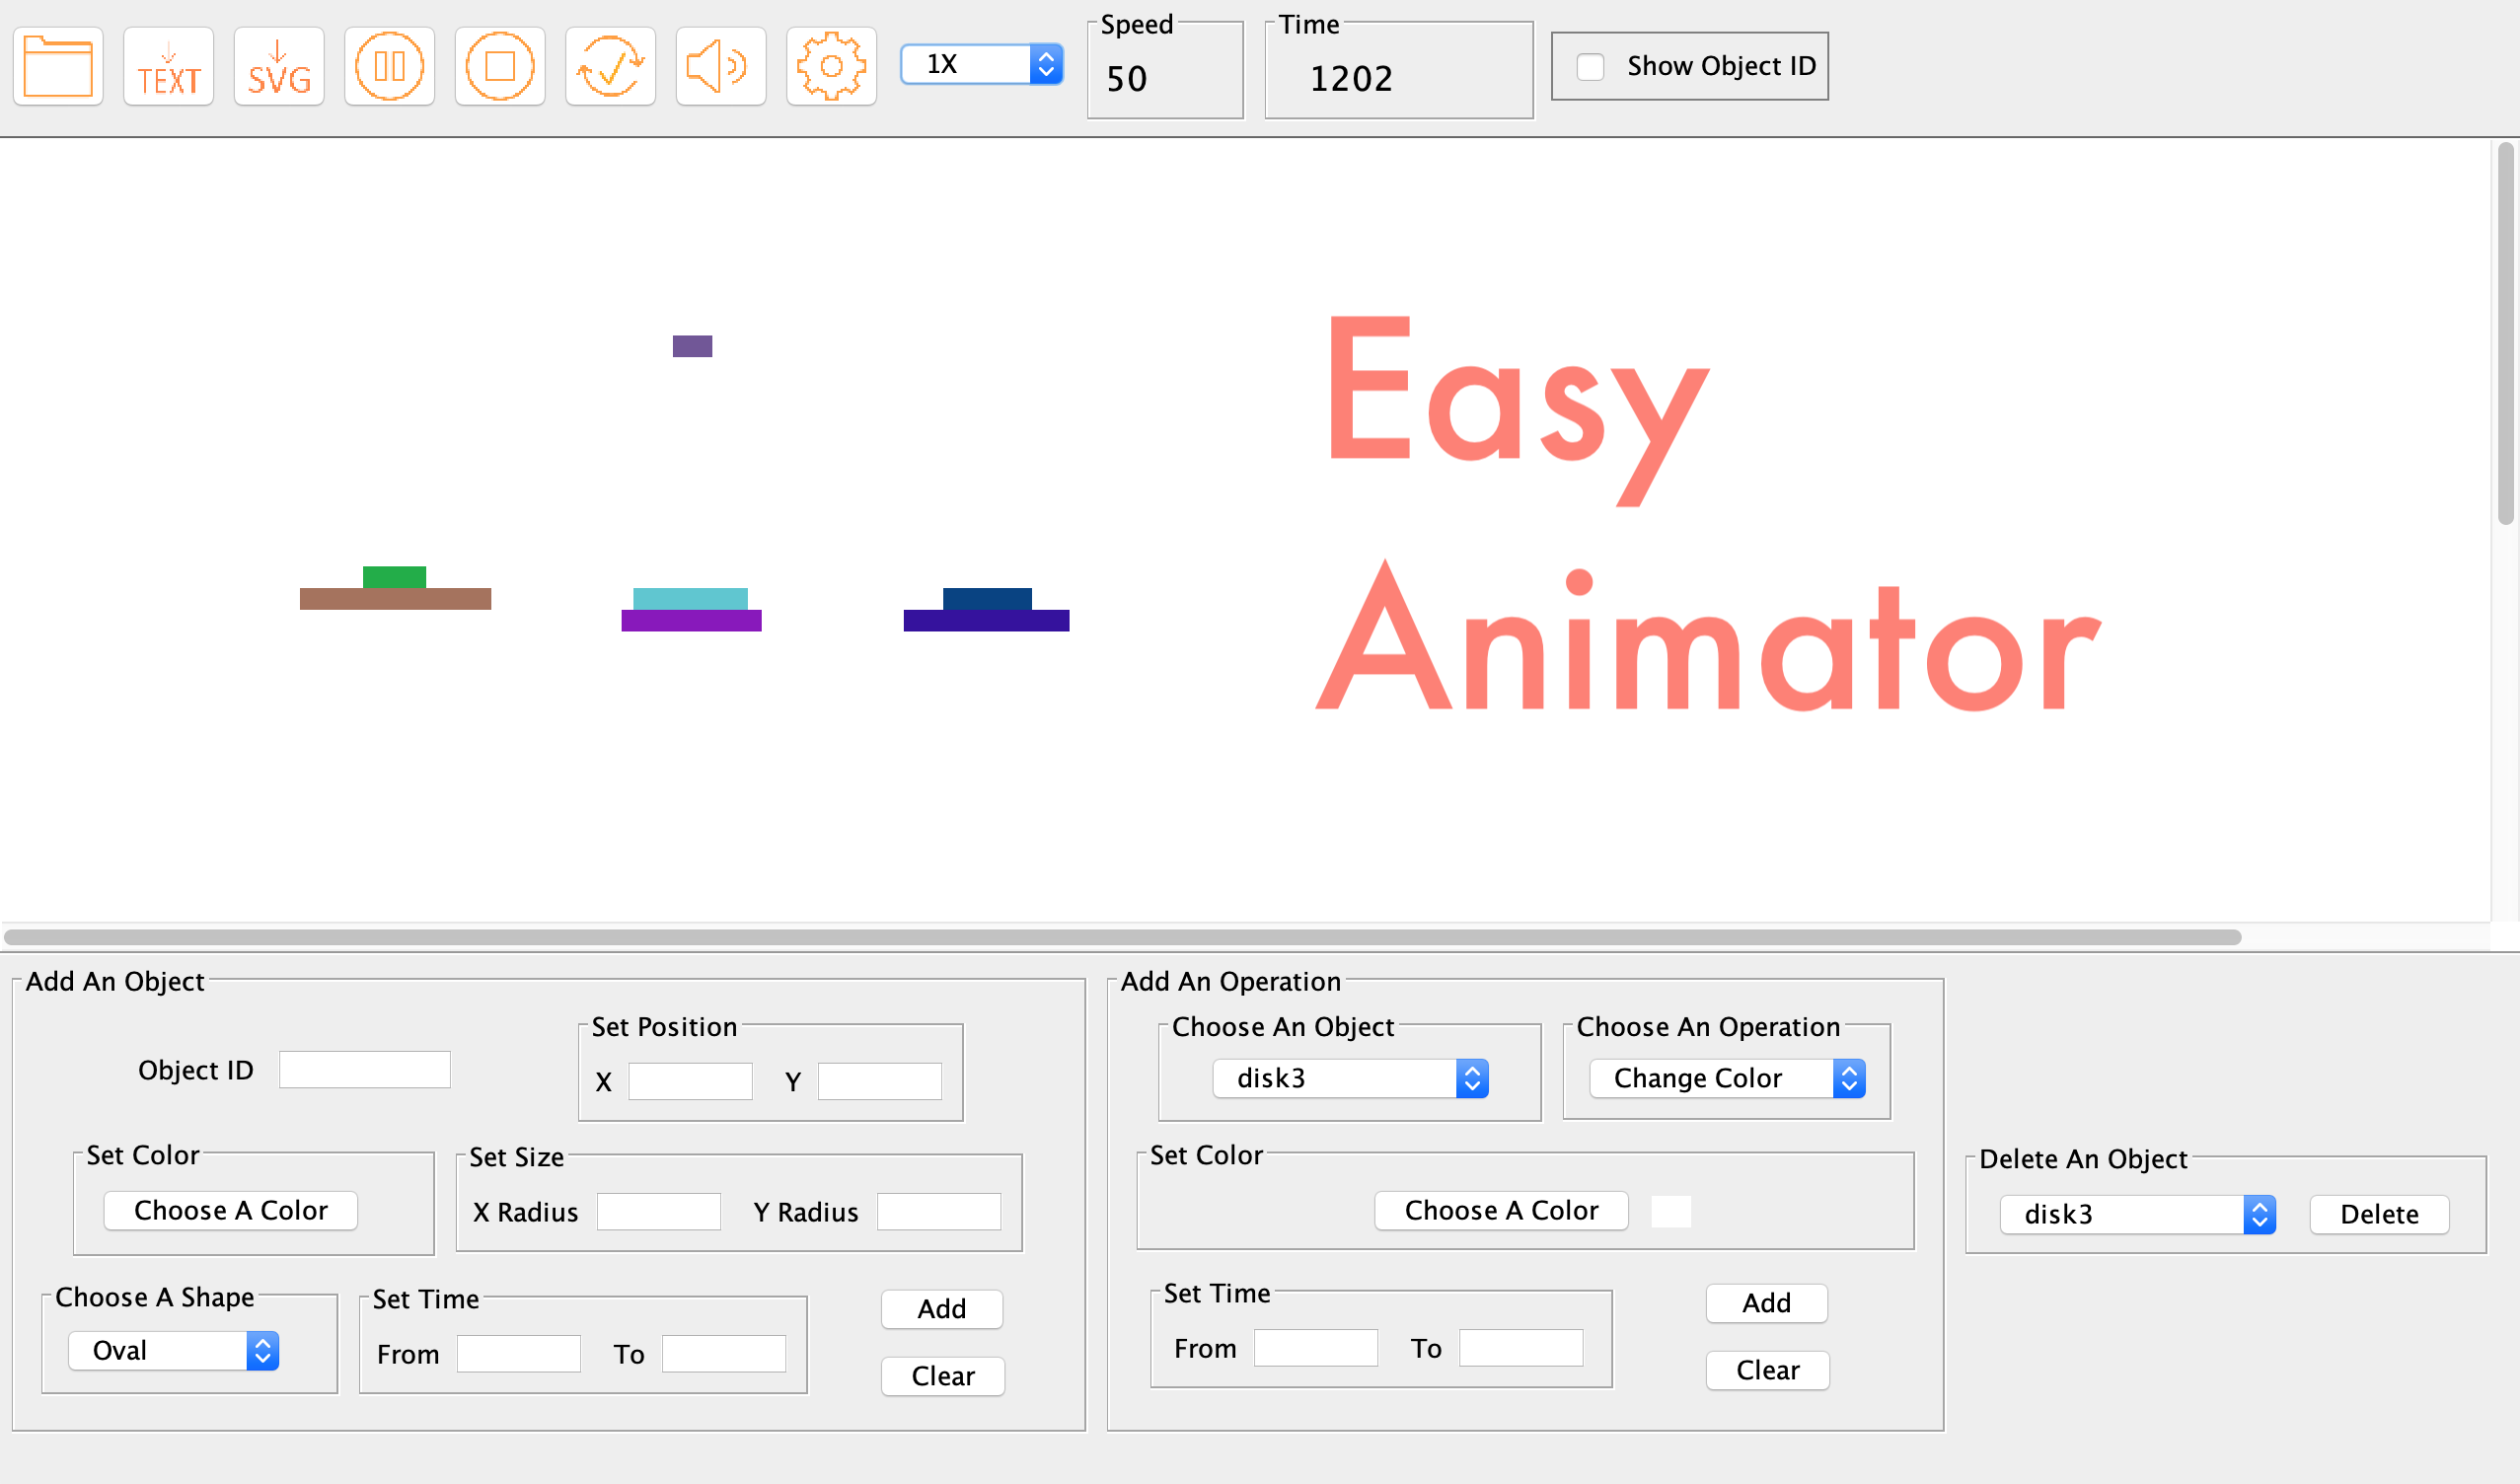 TEXT
SVG
1X
Speed
50
Time
1202
Show Object ID
Easy
Animator
Add An Object
Object ID
Set Position
X
Y
Set Color
Choose A Color
Set Size
X Radius
Y Radius
Choose A Shape
Oval
Set Time
From
To
Add
Clear
Add An Operation
Choose An Object
disk3
Choose An Operation
Change Color
Set Color
Choose A Color
Set Time
From
To
Add
Clear
Delete An Object
disk3
Delete